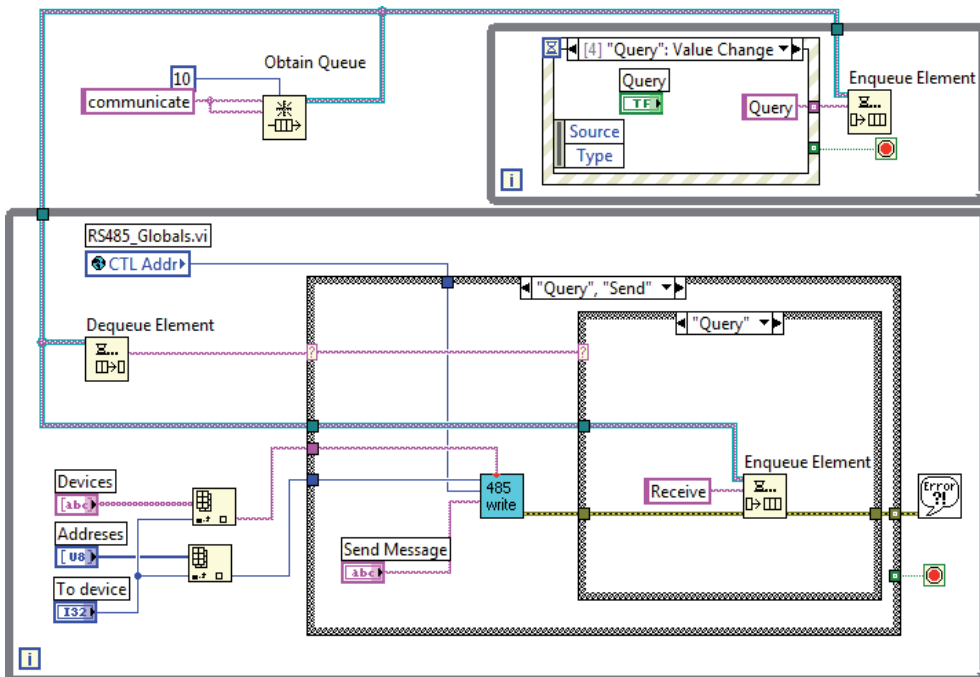 Obtain Queue
10
communicate
[4] "Query": Value Change
Query
TF
Source
Type
Query
Enqueue Element
i
RS485_Globals.vi
CTL Addr
"Query", "Send"
"Query"
Dequeue Element
?
?
Enqueue Element
Receive
485
write
Error
?!
Devices
abc
Addreses
U8
To device
I32
Send Message
abc
i